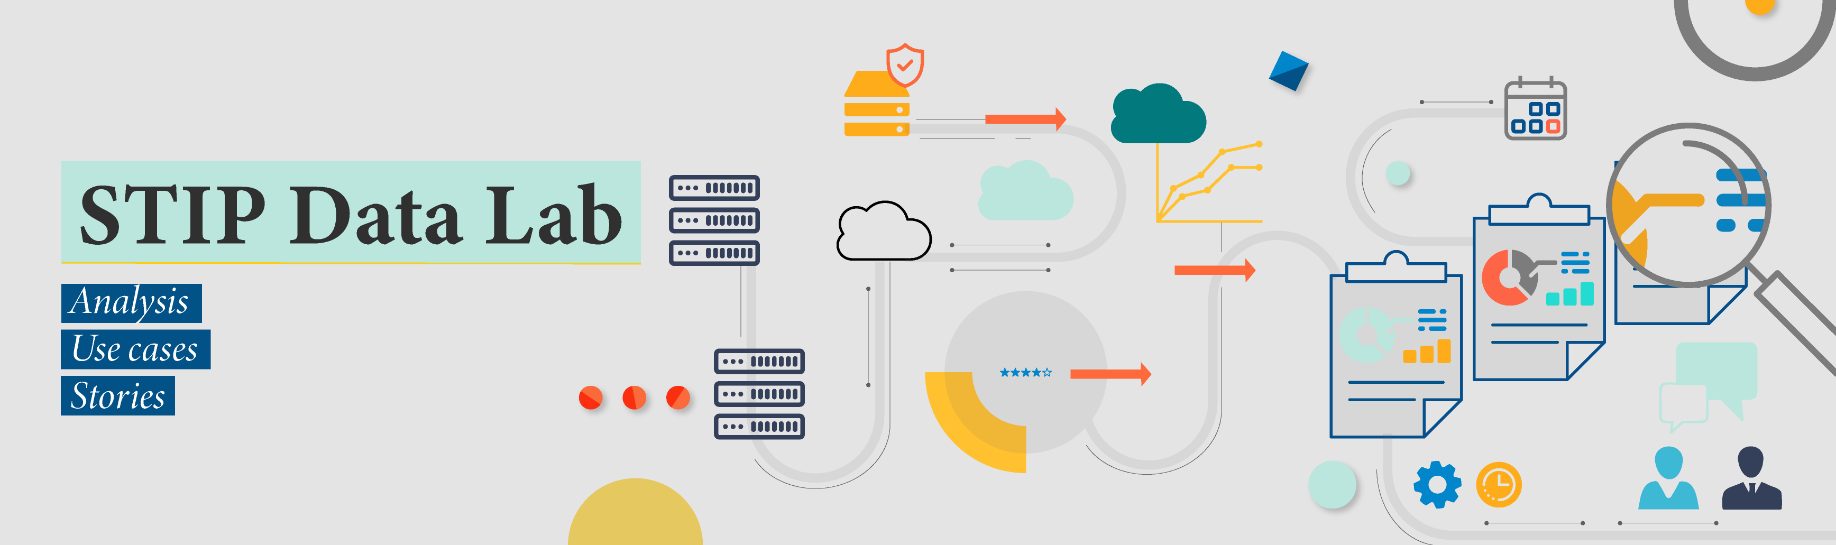 STIP Data Lab
Analysis
Use cases
Stories